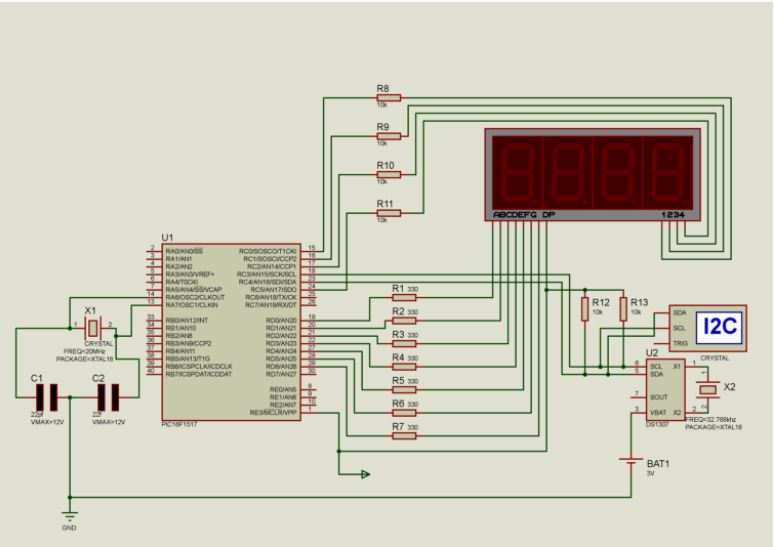 R8
10k
R9
10k
R10
10k
R11
10k
ABCDEFG DP
1234
U1
2 RA0/AN0/SS RC0/SOSCO/T1CKI 15
3 RA1/AN1 RC1/SOSCI/CCP2 16
4 RA2/AN2 RC2/AN14/CCP1 17
5 RA3/AN3/VREF+ RC3/AN15/SCK/SCL 18
6 RA4/T0CKI RC4/AN16/SDI/SDA 23
7 RA5/AN4/SS/VCAP RC5/AN17/SDO 24
14 RA6/OSC2/CLKOUT RC6/AN18/TX/CK 25
13 RA7/OSC1/CLKIN RC7/AN19/RX/DT 26
33 RB0/AN12/INT RD0/AN20 19
34 RB1/AN10 RD1/AN21 20
35 RB2/AN8 RD2/AN22 21
36 RB3/AN9/CCP2 RD3/AN23 22
37 RB4/AN11 RD4/AN24 27
38 RB5/AN13/T1G RD5/AN25 28
39 RB6/ICSPCLK/ICDCLK RD6/AN26 29
40 RB7/ICSPDAT/ICDDAT RD7/AN27 30
RE0/AN5 8
RE1/AN6 9
RE2/AN7 10
RE3/MCLR/VPP 1
PIC16F1517
X1
1 2
CRYSTAL
FREQ=20MHz
PACKAGE=XTAL18
C1
22pf
VMAX=12V
C2
22f
VMAX=12V
GND
R1 330
R2 330
R3 330
R4 330
R5 330
R6 330
R7 330
R12
10k
R13
10k
SDA
SCL
TRIG
I2C
CRYSTAL
U2
6 SCL X1 1
5 SDA
7 SOUT
3 VBAT X2 2
DS1307
1
X2
2
FREQ=32.768khz
PACKAGE=XTAL18
BAT1
3V